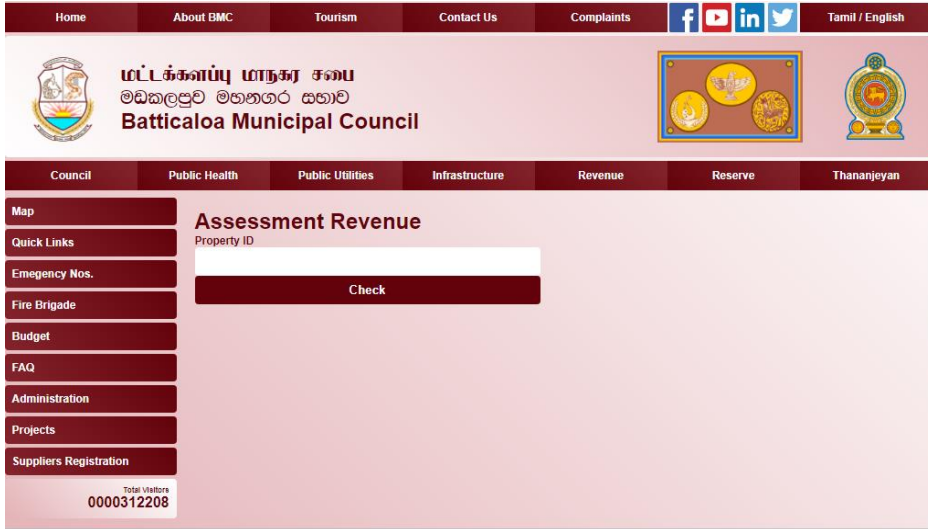 Home About BMC Tourism Contact Us Complaints Tamil / English
மட்டக்களப்பு மாநகர சபை
මඩකලපුව මහනගර සභාව
Batticaloa Municipal Council
Council Public Health Public Utilities Infrastructure Revenue Reserve Thananjeyan
Map
Quick Links
Emegency Nos.
Fire Brigade
Budget
FAQ
Administration
Projects
Suppliers Registration
Total Visitors
0000312208
Assessment Revenue
Property ID
Check